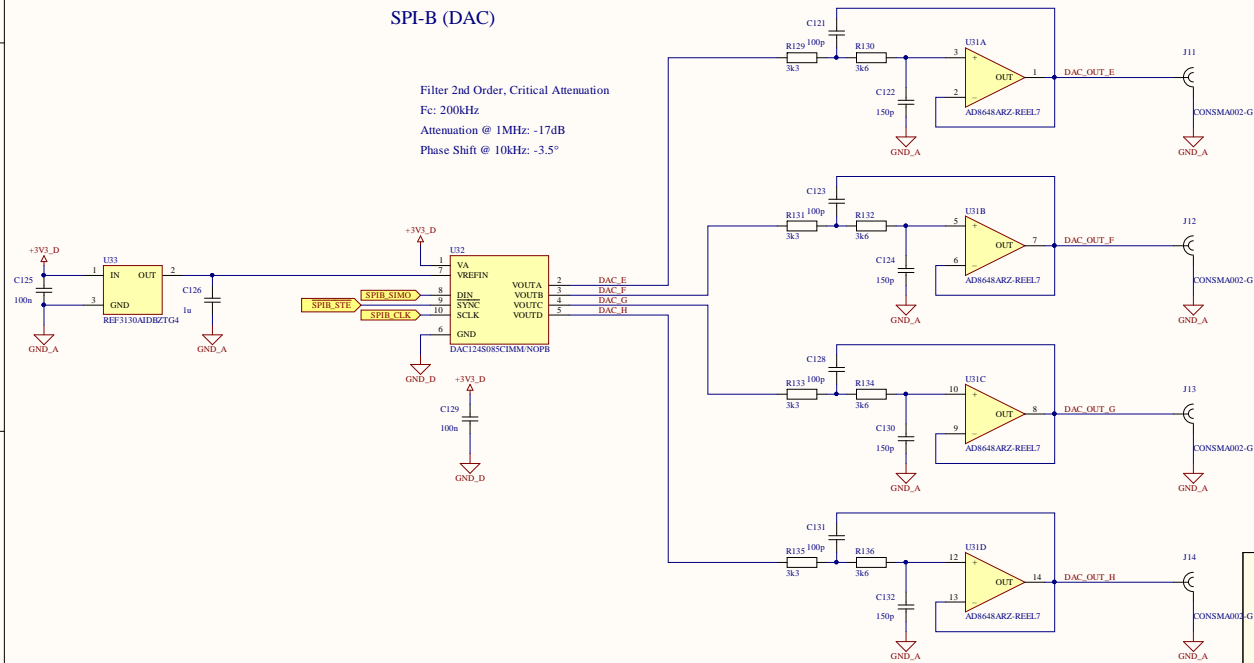 SPI-B (DAC)
Filter 2nd Order, Critical Attenuation
Fc: 200kHz
Attenuation @ 1MHz: -17dB
Phase Shift @ 10kHz: -3.5°
+3V3_D
C125
100n
GND_A
U33
1 IN OUT 2
3 GND
REF3130AIDBZTG4
C126
1u
GND_A
+3V3_D
U32
1 VA
7 VREFIN
8 DIN
9 SYNC
10 SCLK
6 GND
VOUTA 2
VOUTB 3
VOUTC 4
VOUTD 5
DAC124S085CIMM/NOPB
SPIB_SIMO
SPIB_STE
SPIB_CLK
GND_D
+3V3_D
C129
100n
GND_D
DAC_E
DAC_F
DAC_G
DAC_H
C121
100p
R129
3k3
R130
3k6
C122
150p
GND_A
U31A
3 +
2 −
OUT 1
AD8648ARZ-REEL7
DAC_OUT_E
J11
CONSMA002-G
GND_A
C123
100p
R131
3k3
R132
3k6
C124
150p
GND_A
U31B
5 +
6 −
OUT 7
AD8648ARZ-REEL7
DAC_OUT_F
J12
CONSMA002-G
GND_A
C128
100p
R133
3k3
R134
3k6
C130
150p
GND_A
U31C
10 +
9 −
OUT 8
AD8648ARZ-REEL7
DAC_OUT_G
J13
CONSMA002-G
GND_A
C131
100p
R135
3k3
R136
3k6
C132
150p
GND_A
U31D
12 +
13 −
OUT 14
AD8648ARZ-REEL7
DAC_OUT_H
J14
CONSMA002-G
GND_A